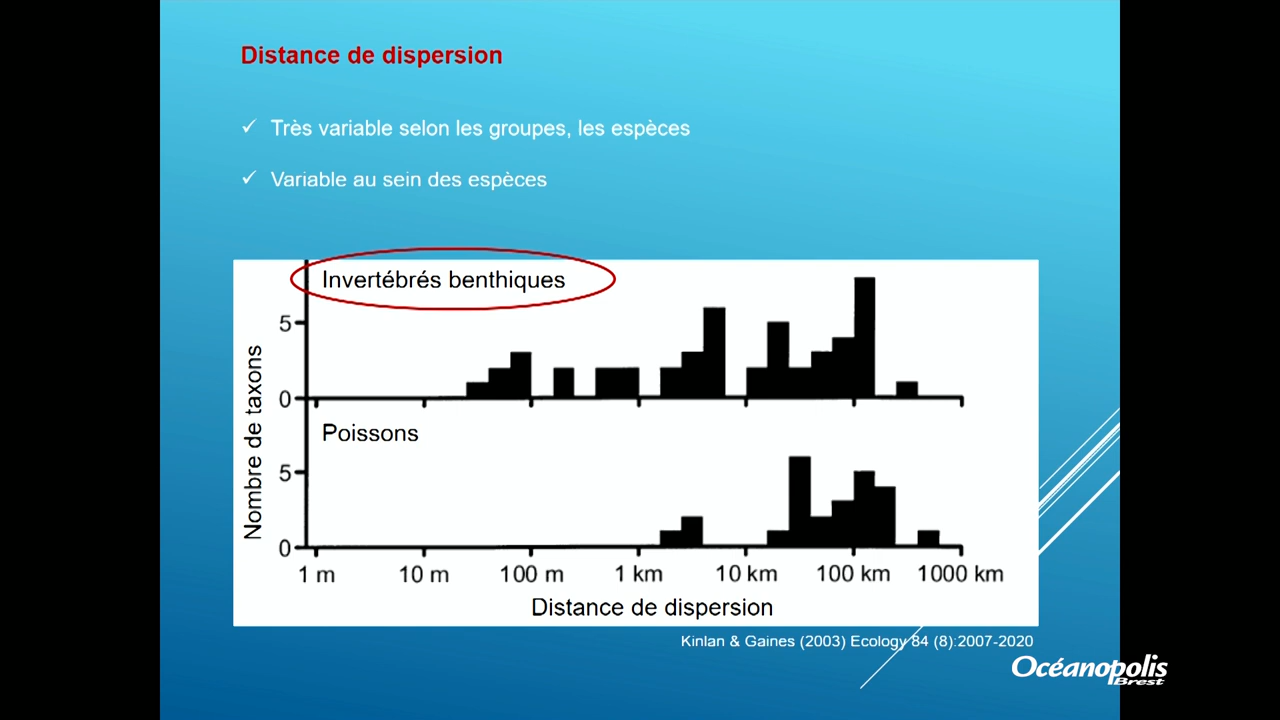 Distance de dispersion
✓ Très variable selon les groupes, les espèces
✓ Variable au sein des espèces
Invertébrés benthiques
5
0
Poissons
5
0
Nombre de taxons
1 m 10 m 100 m 1 km 10 km 100 km 1000 km
Distance de dispersion
Kinlan & Gaines (2003) Ecology 84 (8):2007-2020
Océanopolis
Brest